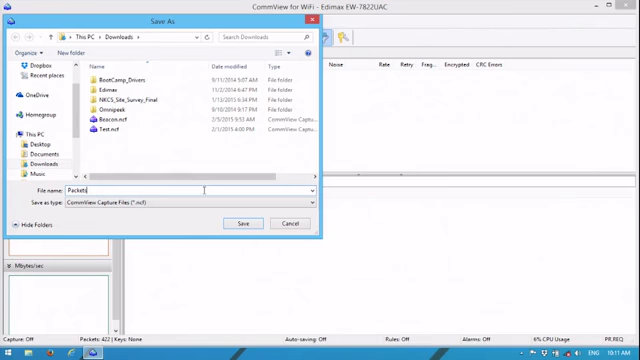 CommView for WiFi - Edimax EW-7822UAC
Save As
This PC ▸ Downloads ▸
Search Downloads
Organize
New folder
Name Date modified Type
Noise Rate Frag... Encrypted CRC Errors
Dropbox
Recent places
OneDrive
Homegroup
This PC
Desktop
Documents
Downloads
Music
BootCamp_Drivers 9/11/2014 5:07 AM File folder
Edimax 11/2/2014 6:47 PM File folder
NKCS_Site_Survey_Final 1/13/2015 6:34 PM File folder
Omnipeek 9/10/2014 9:17 PM File folder
Beacon.ncf 2/5/2015 9:51 AM CommView Captu...
Test.ncf 2/1/2015 4:00 PM CommView Captu...
File name: Packets
Save as type: CommView Capture Files (*.ncf)
Hide Folders
Save
Cancel
Mbytes/sec
Capture: Off
Packets: 422 | Keys: None
Auto-saving: Off
Rules: Off
Alarms: Off
6% CPU Usage
PR.REQ
ENG
10:11 AM